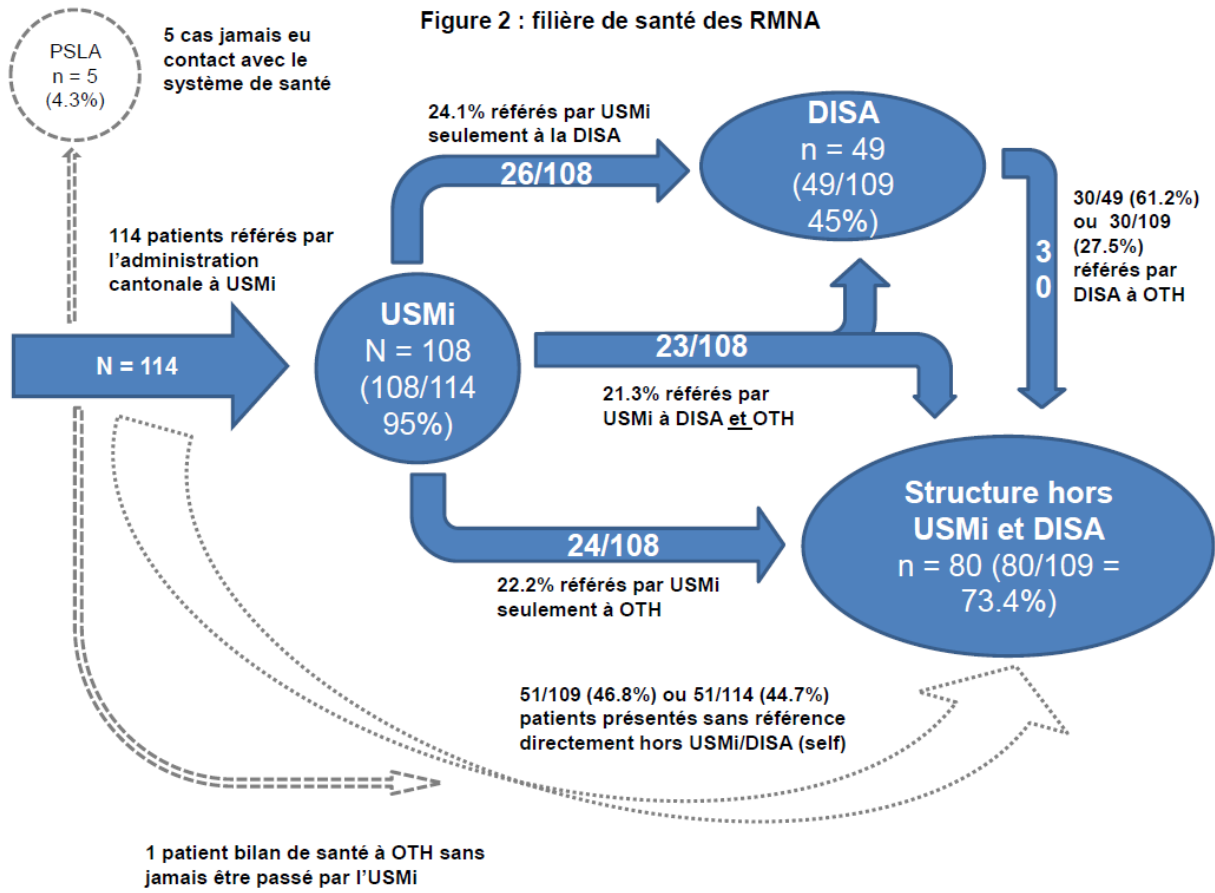 Figure 2 : filière de santé des RMNA
PSLA
n = 5
(4.3%)
5 cas jamais eu
contact avec le
système de santé
24.1% référés par USMi
seulement à la DISA
26/108
DISA
n = 49
(49/109
45%)
30
30/49 (61.2%)
ou 30/109
(27.5%)
référés par
DISA à OTH
114 patients référés par
l'administration
cantonale à USMi
N = 114
USMi
N = 108
(108/114
95%)
23/108
21.3% référés par
USMi à DISA et OTH
24/108
22.2% référés par USMi
seulement à OTH
Structure hors
USMi et DISA
n = 80 (80/109 =
73.4%)
51/109 (46.8%) ou 51/114 (44.7%)
patients présentés sans référence
directement hors USMi/DISA (self)
1 patient bilan de santé à OTH sans
jamais être passé par l'USMi